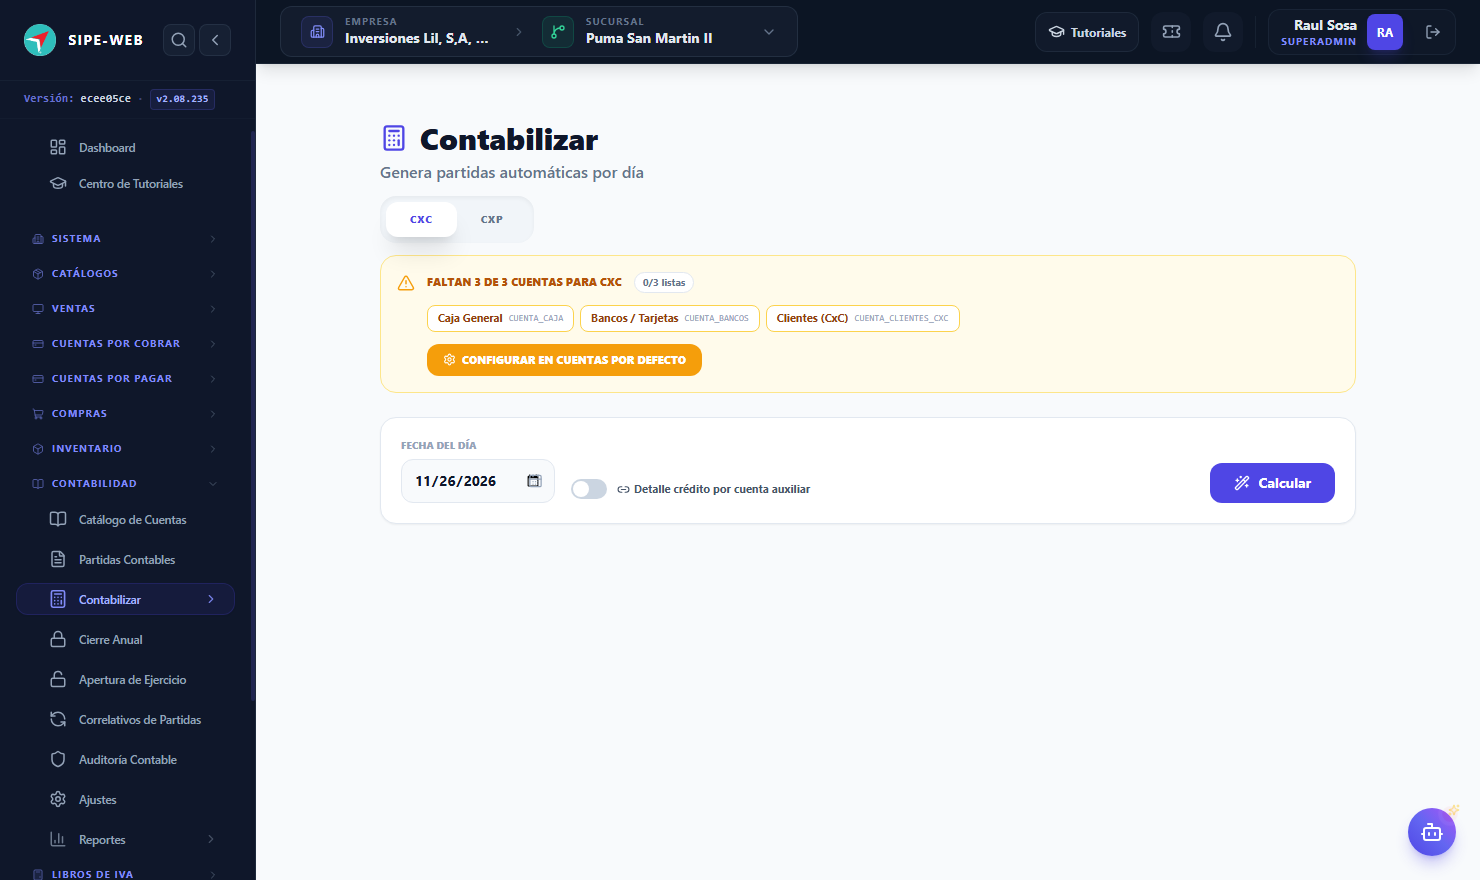 SIPE-WEB
Versión: ecee05ce · v2.08.235
Dashboard
Centro de Tutoriales
SISTEMA
CATÁLOGOS
VENTAS
CUENTAS POR COBRAR
CUENTAS POR PAGAR
COMPRAS
INVENTARIO
CONTABILIDAD
Catálogo de Cuentas
Partidas Contables
Contabilizar
Cierre Anual
Apertura de Ejercicio
Correlativos de Partidas
Auditoría Contable
Ajustes
Reportes
LIBROS DE IVA
EMPRESA
Inversiones Lil, S,A, ...
SUCURSAL
Puma San Martin II
Tutoriales
Raul Sosa
SUPERADMIN
RA
Contabilizar
Genera partidas automáticas por día
CXC CXP
FALTAN 3 DE 3 CUENTAS PARA CXC 0/3 listas
Caja General CUENTA_CAJA Bancos / Tarjetas CUENTA_BANCOS Clientes (CxC) CUENTA_CLIENTES_CXC
CONFIGURAR EN CUENTAS POR DEFECTO
FECHA DEL DÍA
11/26/2026
Detalle crédito por cuenta auxiliar
Calcular